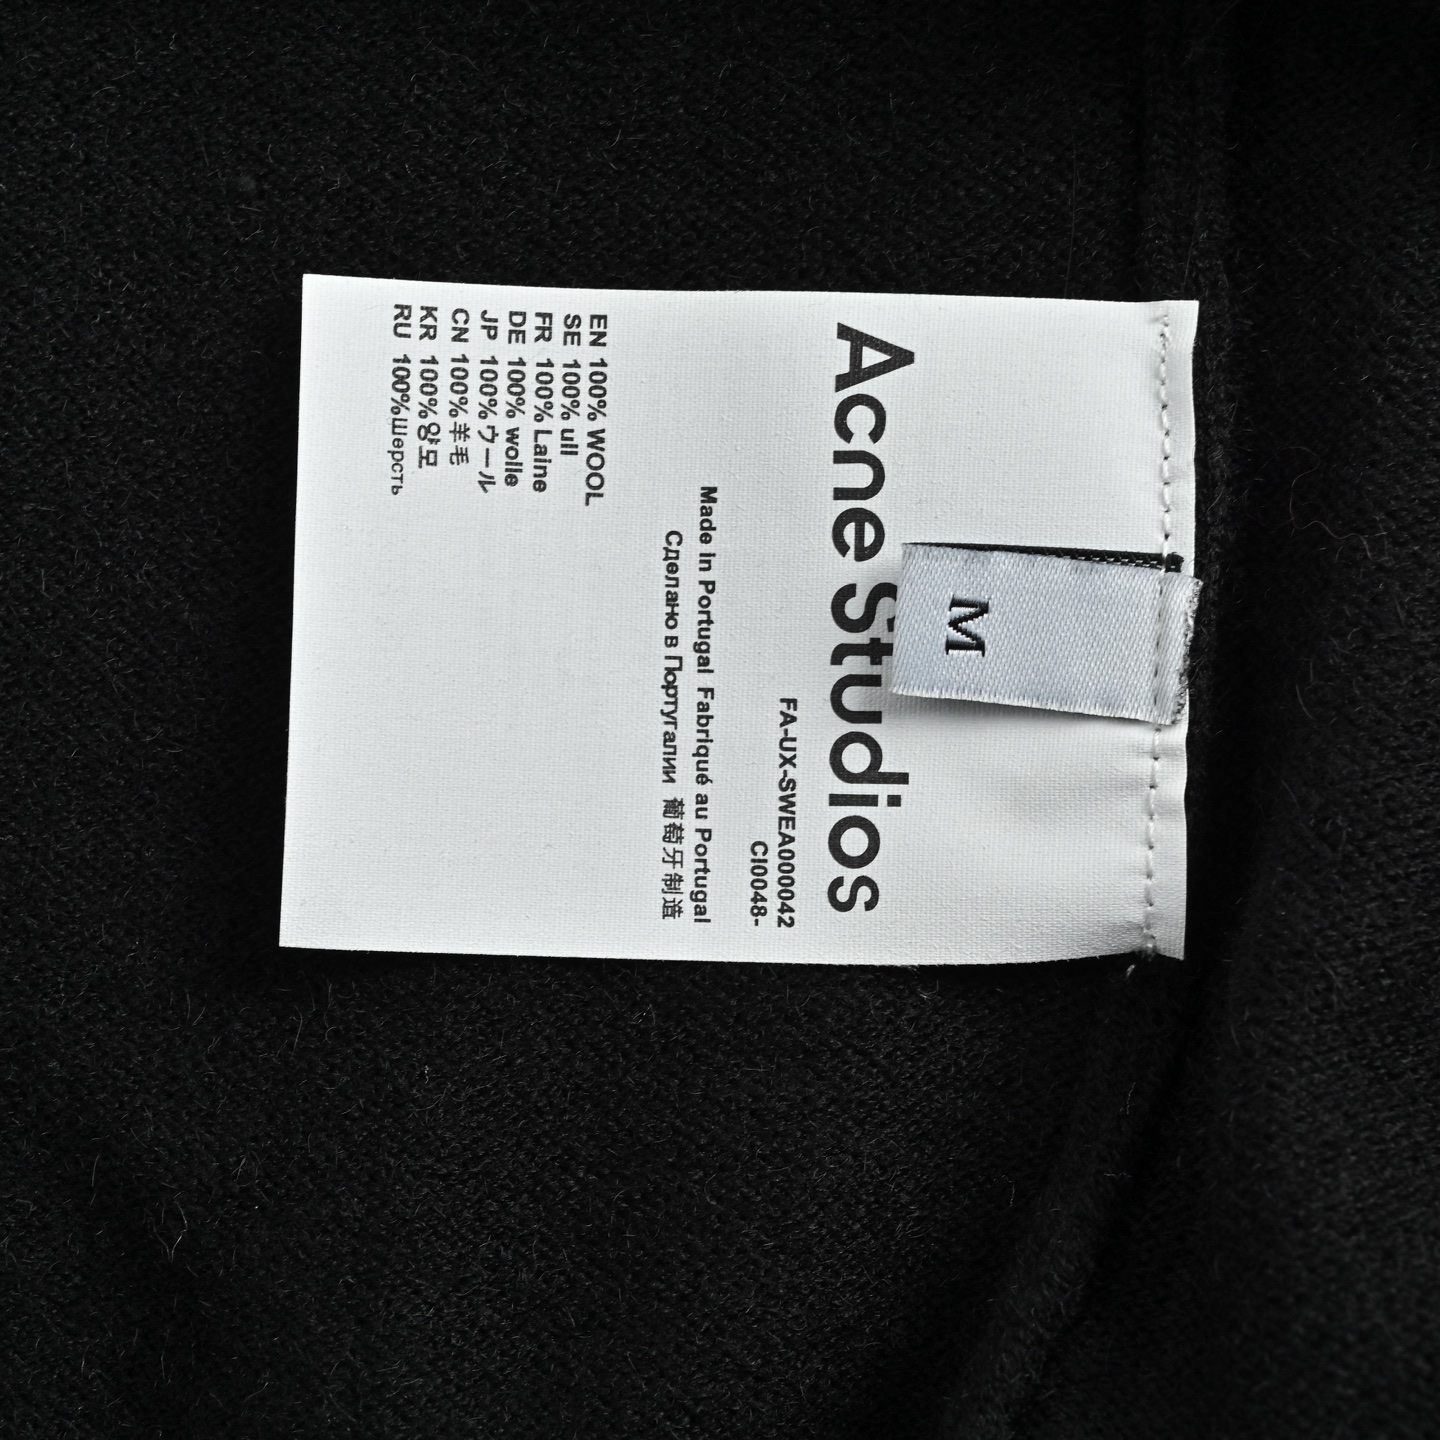 M
Acne Studios
FA-UX-SWEA000042
CI0048-
Made in Portugal Fabriqué au Portugal
Сделано в Португалии 葡萄牙制造
EN 100% WOOL
SE 100% ull
FR 100% Laine
DE 100% wolle
JP 100%ウール
CN 100%羊毛
KR 100%양모
RU 100%Шерсть